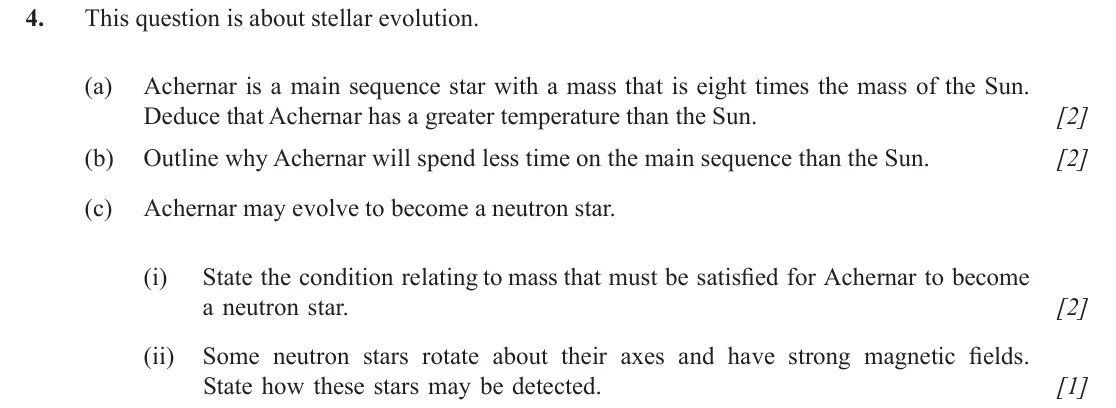 4. This question is about stellar evolution.
(a) Achernar is a main sequence star with a mass that is eight times the mass of the Sun.
Deduce that Achernar has a greater temperature than the Sun. [2]
(b) Outline why Achernar will spend less time on the main sequence than the Sun. [2]
(c) Achernar may evolve to become a neutron star.
(i) State the condition relating to mass that must be satisfied for Achernar to become
a neutron star. [2]
(ii) Some neutron stars rotate about their axes and have strong magnetic fields.
State how these stars may be detected. [1]